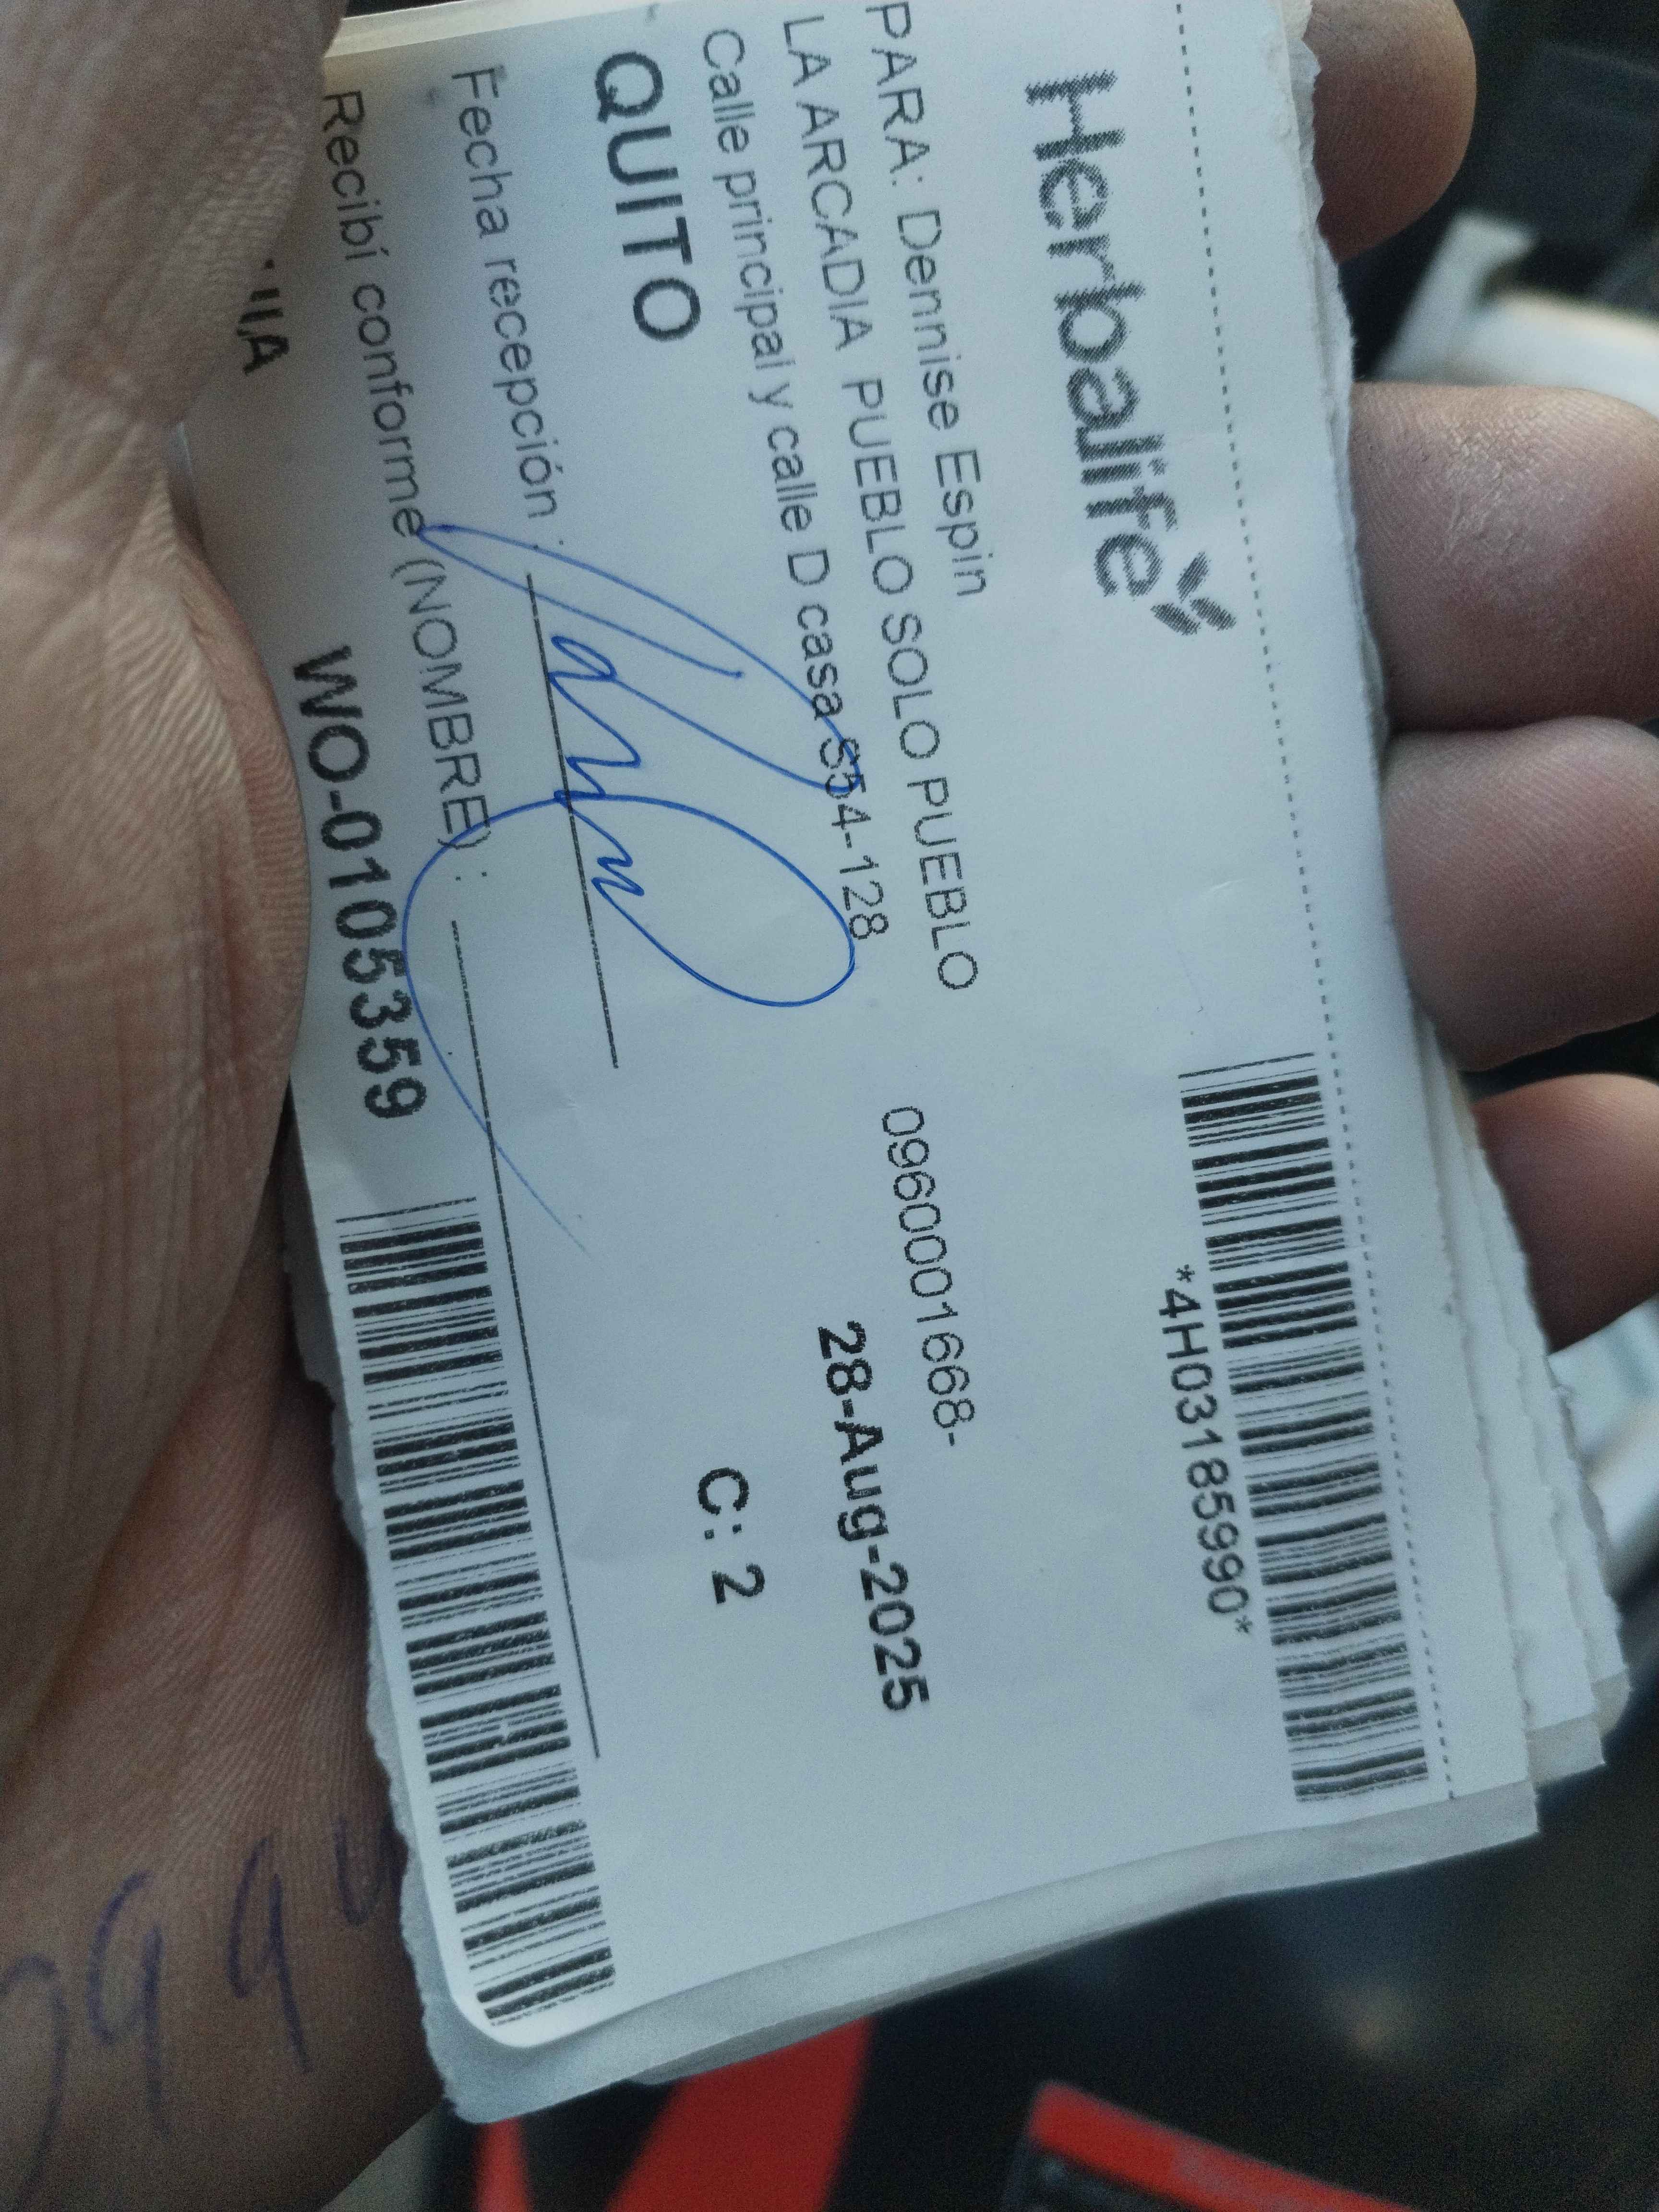 Herbalife
*4H03185990*
PARA: Dennise Espin
0960001668-
LA ARCADIA PUEBLO SOLO PUEBLO
28-Aug-2025
Calle principal y calle D casa S54-128
QUITO
C: 2
Fecha recepción :
Recibí conforme (NOMBRE) :
WO-0105359